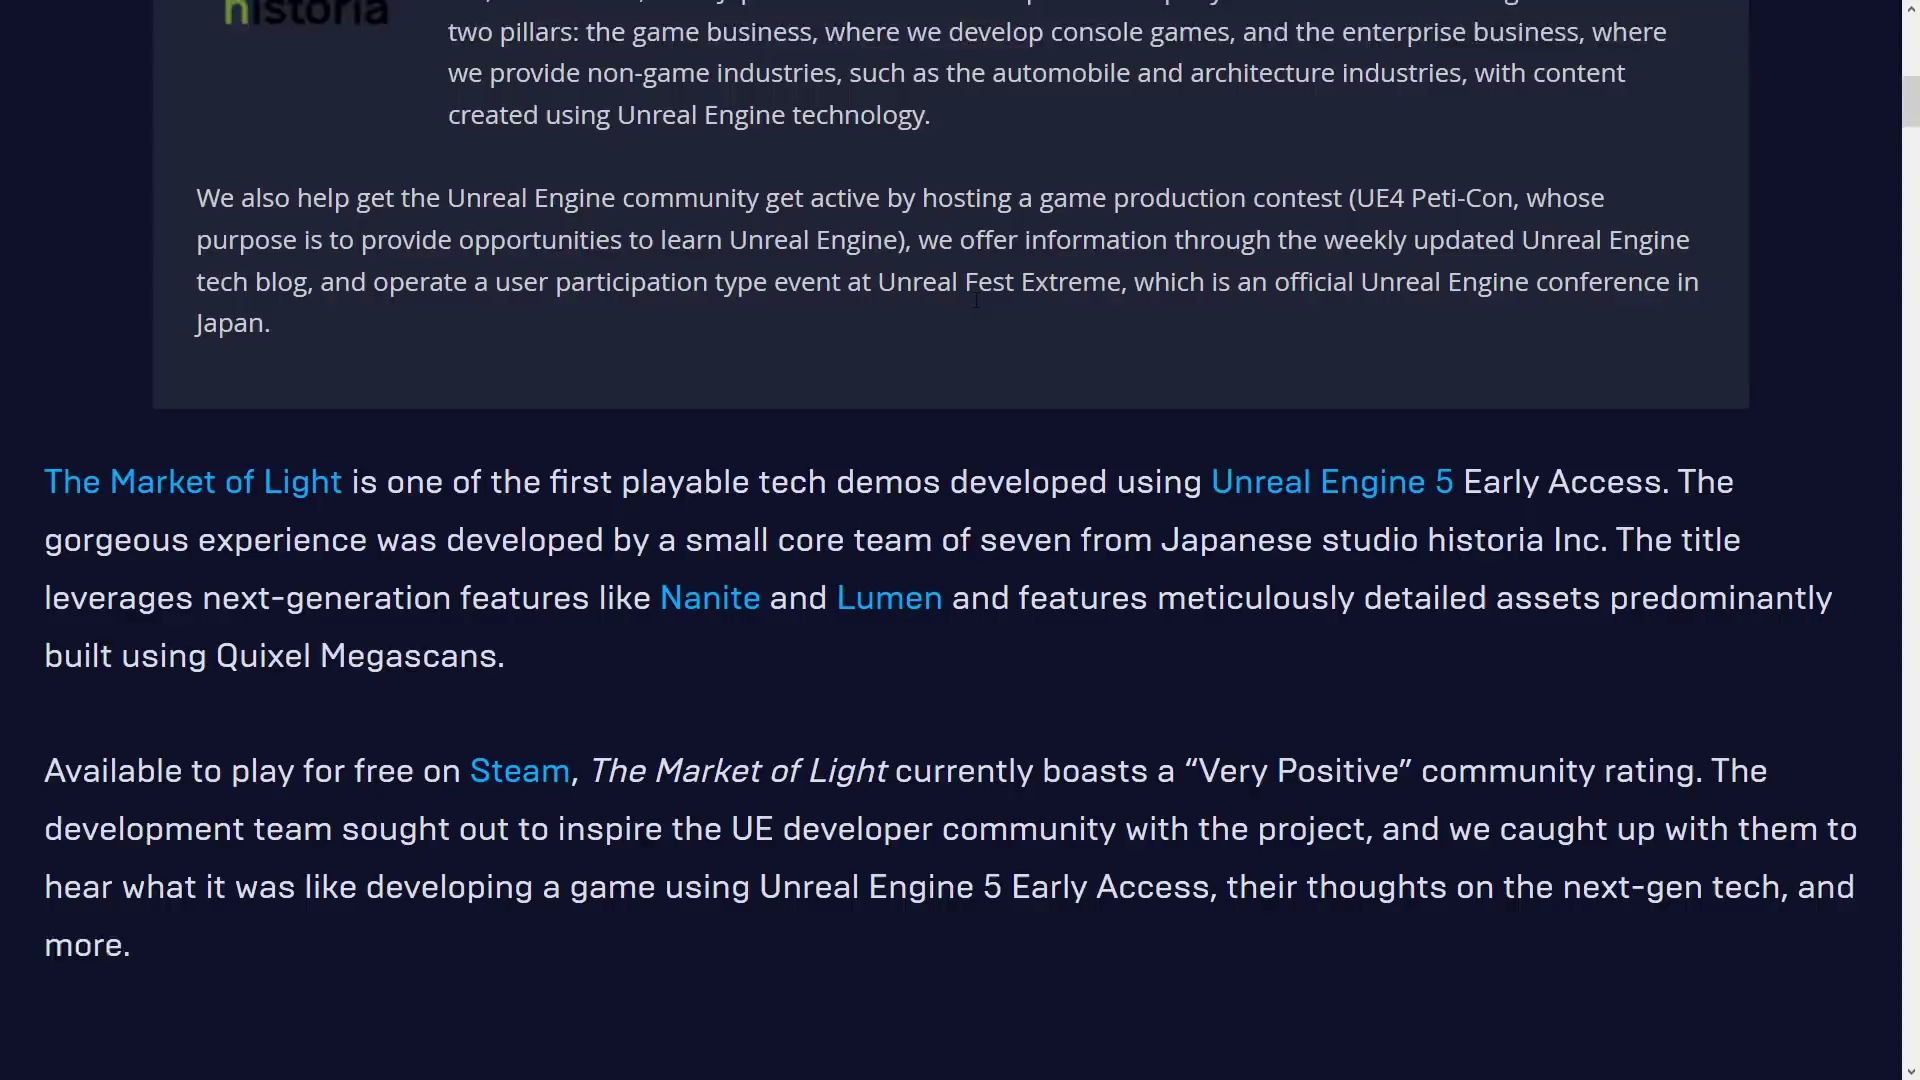 historia
two pillars: the game business, where we develop console games, and the enterprise business, where
we provide non-game industries, such as the automobile and architecture industries, with content
created using Unreal Engine technology.
We also help get the Unreal Engine community get active by hosting a game production contest (UE4 Peti-Con, whose
purpose is to provide opportunities to learn Unreal Engine), we offer information through the weekly updated Unreal Engine
tech blog, and operate a user participation type event at Unreal Fest Extreme, which is an official Unreal Engine conference in
Japan.
The Market of Light is one of the first playable tech demos developed using Unreal Engine 5 Early Access. The
gorgeous experience was developed by a small core team of seven from Japanese studio historia Inc. The title
leverages next-generation features like Nanite and Lumen and features meticulously detailed assets predominantly
built using Quixel Megascans.
Available to play for free on Steam, The Market of Light currently boasts a “Very Positive” community rating. The
development team sought out to inspire the UE developer community with the project, and we caught up with them to
hear what it was like developing a game using Unreal Engine 5 Early Access, their thoughts on the next-gen tech, and
more.